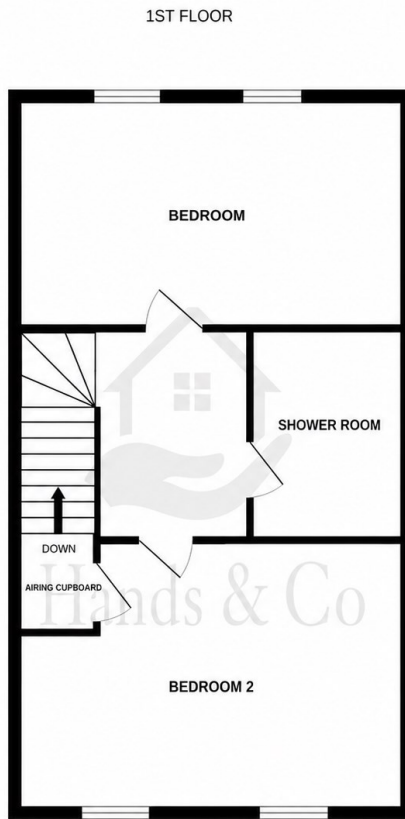 1ST FLOOR
BEDROOM
SHOWER ROOM
DOWN
AIRING CUPBOARD
Hands & Co
BEDROOM 2